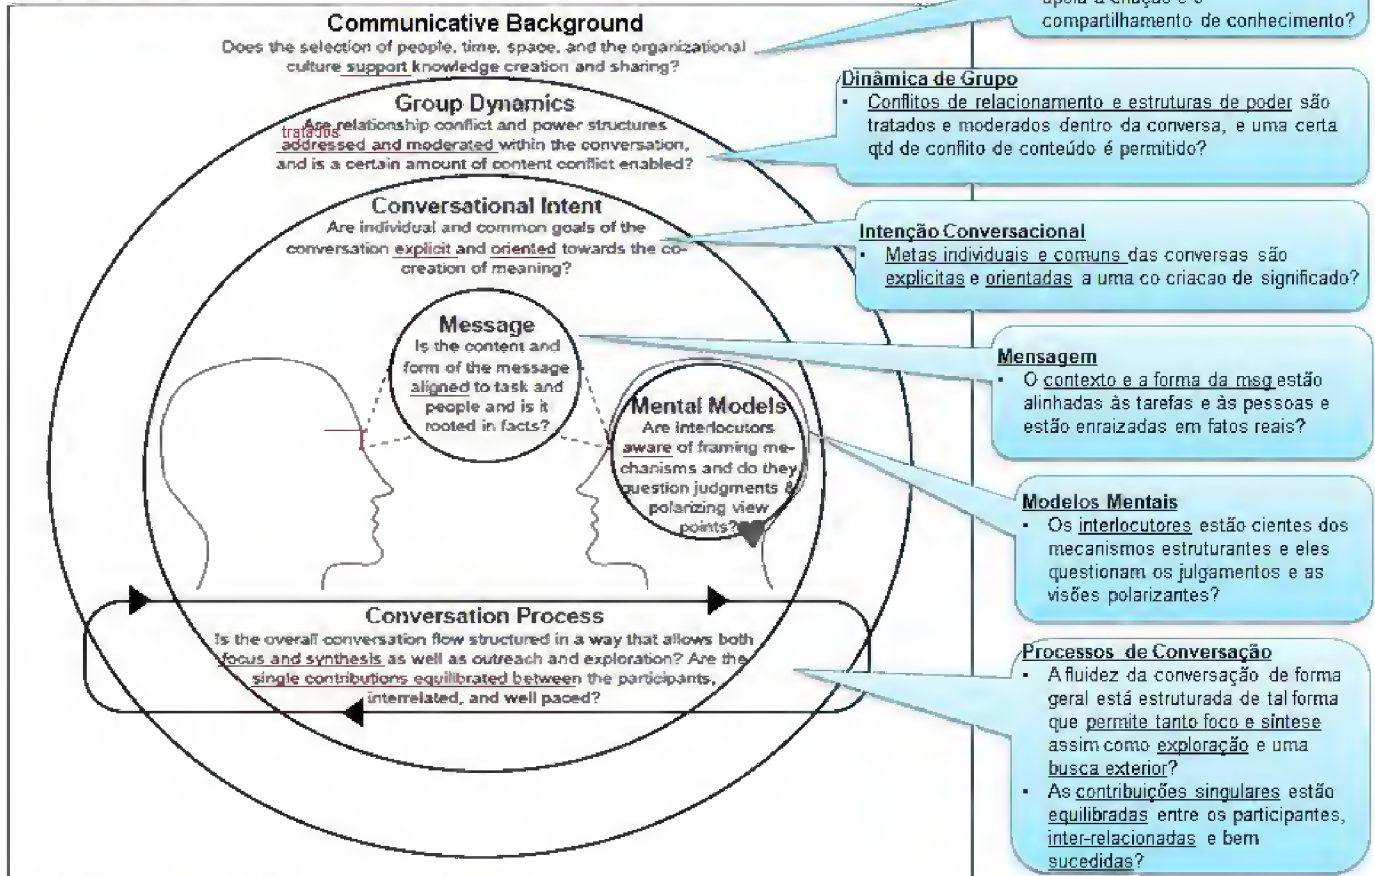 Communicative Background
Does the selection of people, time, space, and the organizational
culture support knowledge creation and sharing?
Group Dynamics
Are relationship conflict and power structures
tratados
addressed and moderated within the conversation,
and is a certain amount of content conflict enabled?
Conversational Intent
Are individual and common goals of the
conversation explicit and oriented towards the co-
creation of meaning?
Message
Is the content and
form of the message
aligned to task and
people and is it
rooted in facts?
Mental Models
Are interlocutors
aware of framing me-
chanisms and do they
question judgments &
polarizing view
points?
Conversation Process
Is the overall conversation flow structured in a way that allows both
focus and synthesis as well as outreach and exploration? Are the
single contributions equilibrated between the participants,
interrelated, and well paced?
compartilhamento de conhecimento?
Dinâmica de Grupo
• Conflitos de relacionamento e estruturas de poder são
tratados e moderados dentro da conversa, e uma certa
qtd de conflito de conteúdo é permitido?
Intenção Conversacional
• Metas individuais e comuns das conversas são
explicitas e orientadas a uma co criacao de significado?
Mensagem
• O contexto e a forma da msg estão
alinhadas às tarefas e às pessoas e
estão enraizadas em fatos reais?
Modelos Mentais
• Os interlocutores estão cientes dos
mecanismos estruturantes e eles
questionam os julgamentos e as
visões polarizantes?
Processos de Conversação
• A fluidez da conversação de forma
geral está estruturada de tal forma
que permite tanto foco e síntese
assim como exploração e uma
busca exterior?
• As contribuições singulares estão
equilibradas entre os participantes,
inter-relacionadas e bem
sucedidas?